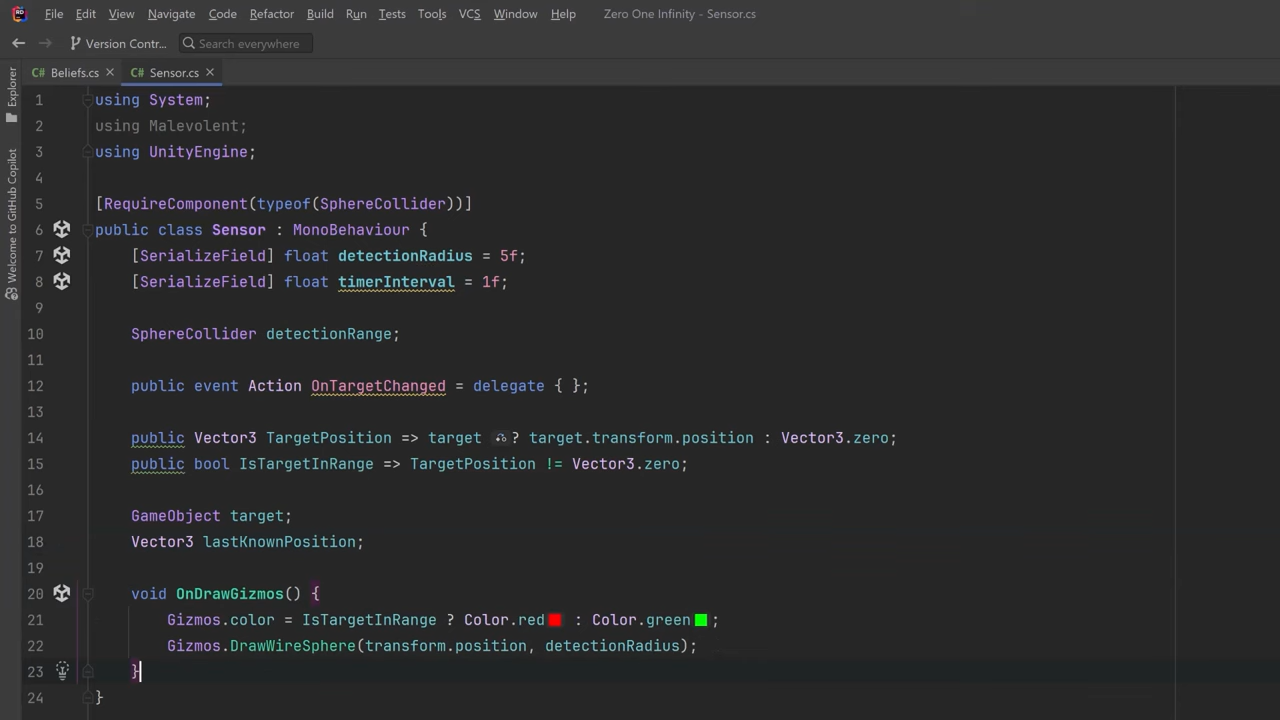 RD File Edit View Navigate Code Refactor Build Run Tests Tools VCS Window Help Zero One Infinity - Sensor.cs
Version Contr... Search everywhere
C# Beliefs.cs × C# Sensor.cs ×
Explorer
Welcome to GitHub Copilot
1 using System;
2 using Malevolent;
3 using UnityEngine;
4
5 [RequireComponent(typeof(SphereCollider))]
6 public class Sensor : MonoBehaviour {
7 [SerializeField] float detectionRadius = 5f;
8 [SerializeField] float timerInterval = 1f;
9
10 SphereCollider detectionRange;
11
12 public event Action OnTargetChanged = delegate { };
13
14 public Vector3 TargetPosition => target ? target.transform.position : Vector3.zero;
15 public bool IsTargetInRange => TargetPosition != Vector3.zero;
16
17 GameObject target;
18 Vector3 lastKnownPosition;
19
20 void OnDrawGizmos() {
21 Gizmos.color = IsTargetInRange ? Color.red : Color.green;
22 Gizmos.DrawWireSphere(transform.position, detectionRadius);
23 }
24 }